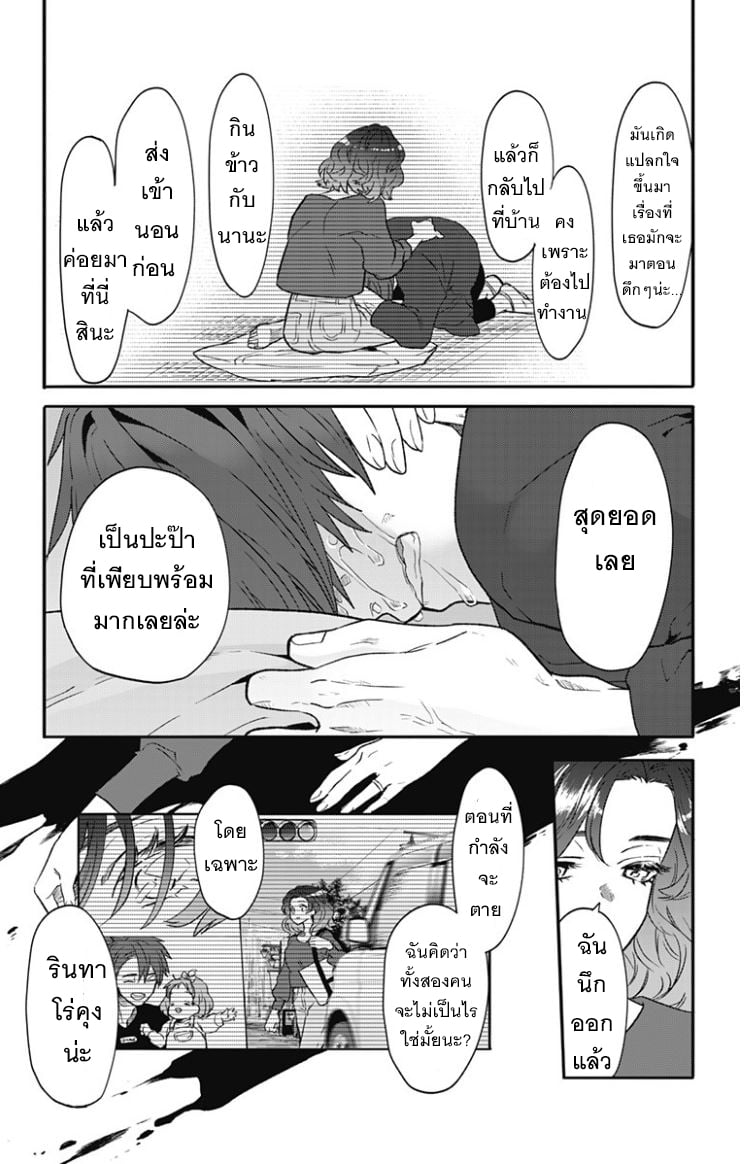 มันเกิด
แปลกใจ
ขึ้นมา
เรื่องที่
เธอมักจะ
มาตอน
ดึกๆน่ะ...
คง
เพราะ
ต้องไป
ทำงาน
แล้วก็
กลับไป
ที่บ้าน
กิน
ข้าว
กับ
นานะ
ส่ง
เข้า
นอน
ก่อน
แล้ว
ค่อยมา
ที่นี่
สินะ
สุดยอด
เลย
เป็นปะป๊า
ที่เพียบพร้อม
มากเลยล่ะ
ฉัน
นึก
ออก
แล้ว
ตอนที่
กำลัง
จะ
ตาย
ฉันคิดว่า
ทั้งสองคน
จะไม่เป็นไร
ใช่มั้ยนะ?
โดย
เฉพาะ
รินทา
โร่คุง
น่ะ